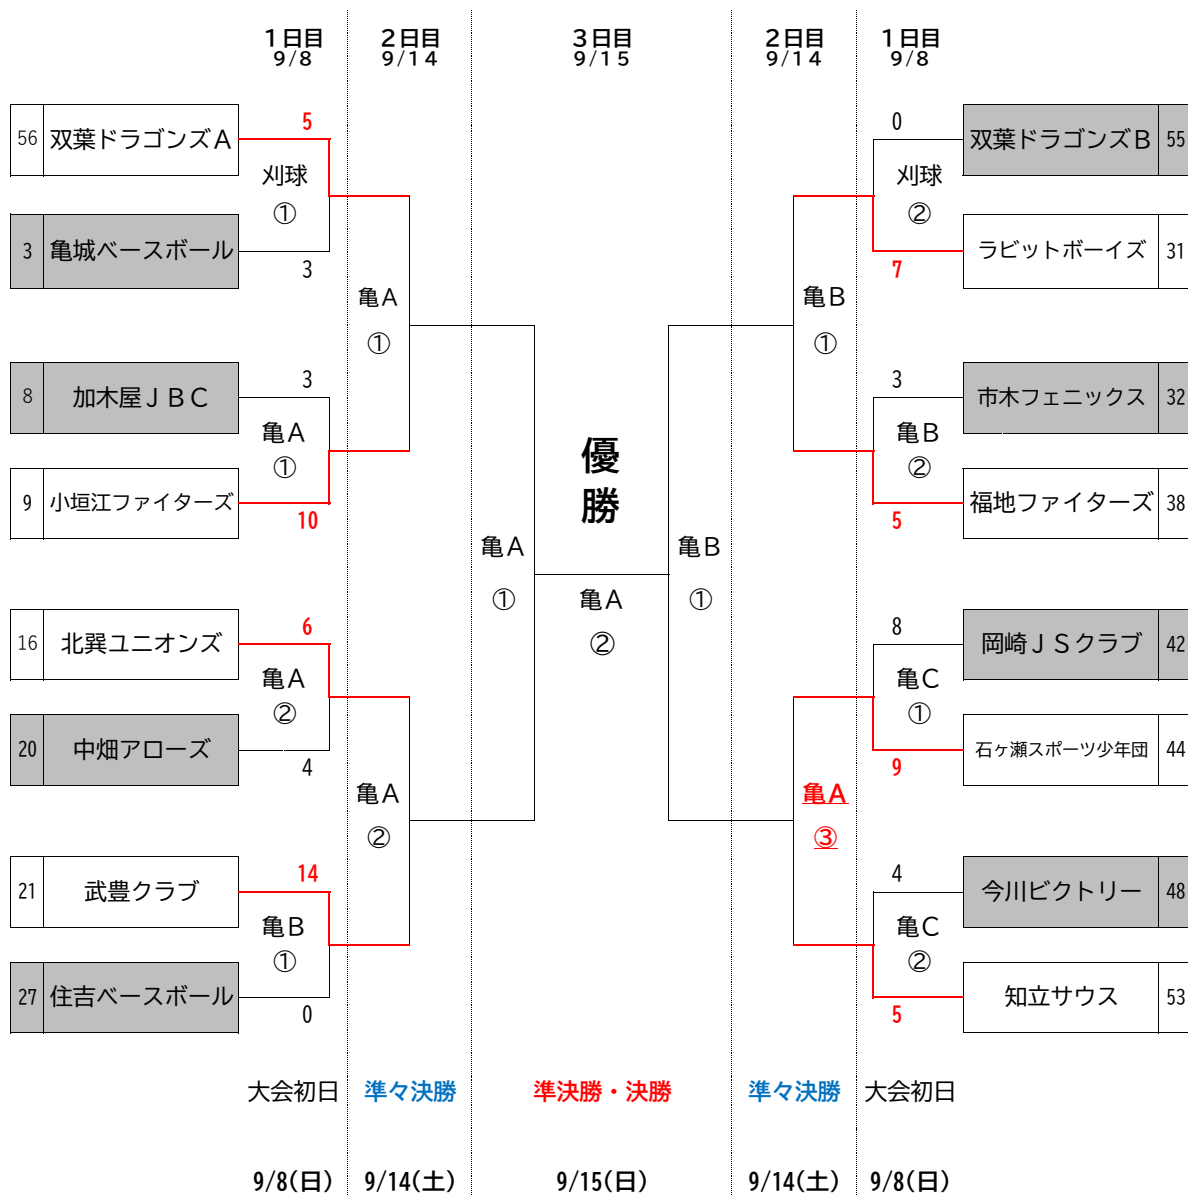 1日目 2日目 3日目 2日目 1日目
9/8 9/14 9/15 9/14 9/8
56 双葉ドラゴンズA 5
刈球
①
3 亀城ベースボール 3
亀A
①
8 加木屋JBC 3
亀A
①
9 小垣江ファイターズ 10
亀A
①
16 北巽ユニオンズ 6
亀A
②
20 中畑アローズ 4
亀A
②
21 武豊クラブ 14
亀B
①
27 住吉ベースボール 0
優
勝
亀A
②
0 双葉ドラゴンズB 55
刈球
②
7 ラビットボーイズ 31
亀B
①
3 市木フェニックス 32
亀B
②
5 福地ファイターズ 38
亀B
①
8 岡崎JSクラブ 42
亀C
①
9 石ヶ瀬スポーツ少年団 44
亀A
③
4 今川ビクトリー 48
亀C
②
5 知立サウス 53
大会初日 準々決勝 準決勝・決勝 準々決勝 大会初日
9/8(日) 9/14(土) 9/15(日) 9/14(土) 9/8(日)